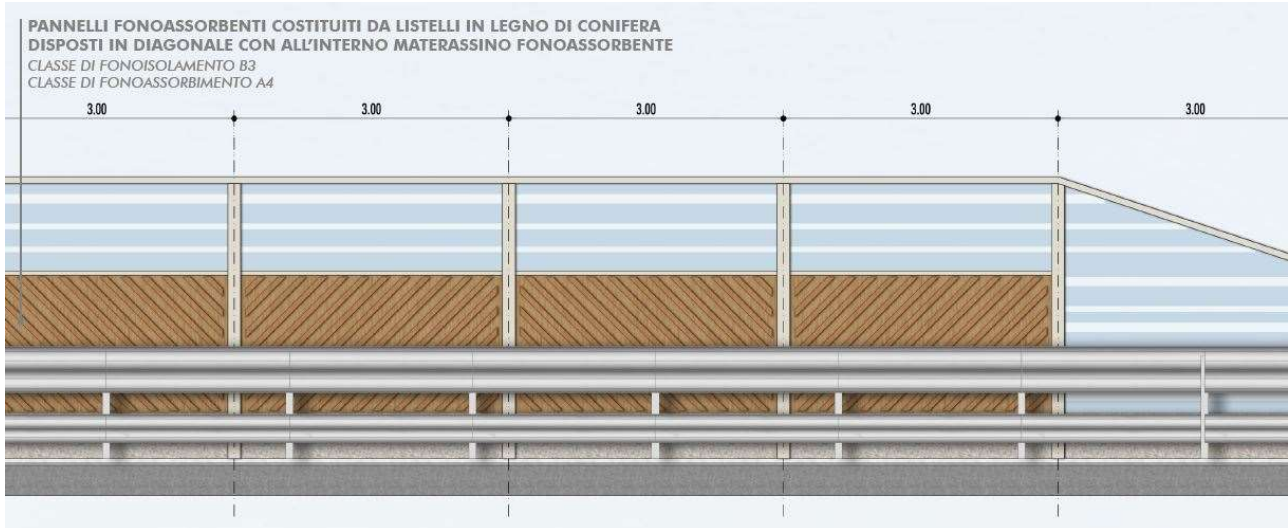 PANNELLI FONOASSORBENTI COSTITUITI DA LISTELLI IN LEGNO DI CONIFERA
DISPOSTI IN DIAGONALE CON ALL'INTERNO MATERASSINO FONOASSORBENTE
CLASSE DI FONOISOLAMENTO B3
CLASSE DI FONOASSORBIMENTO A4
3.00 3.00 3.00 3.00 3.00